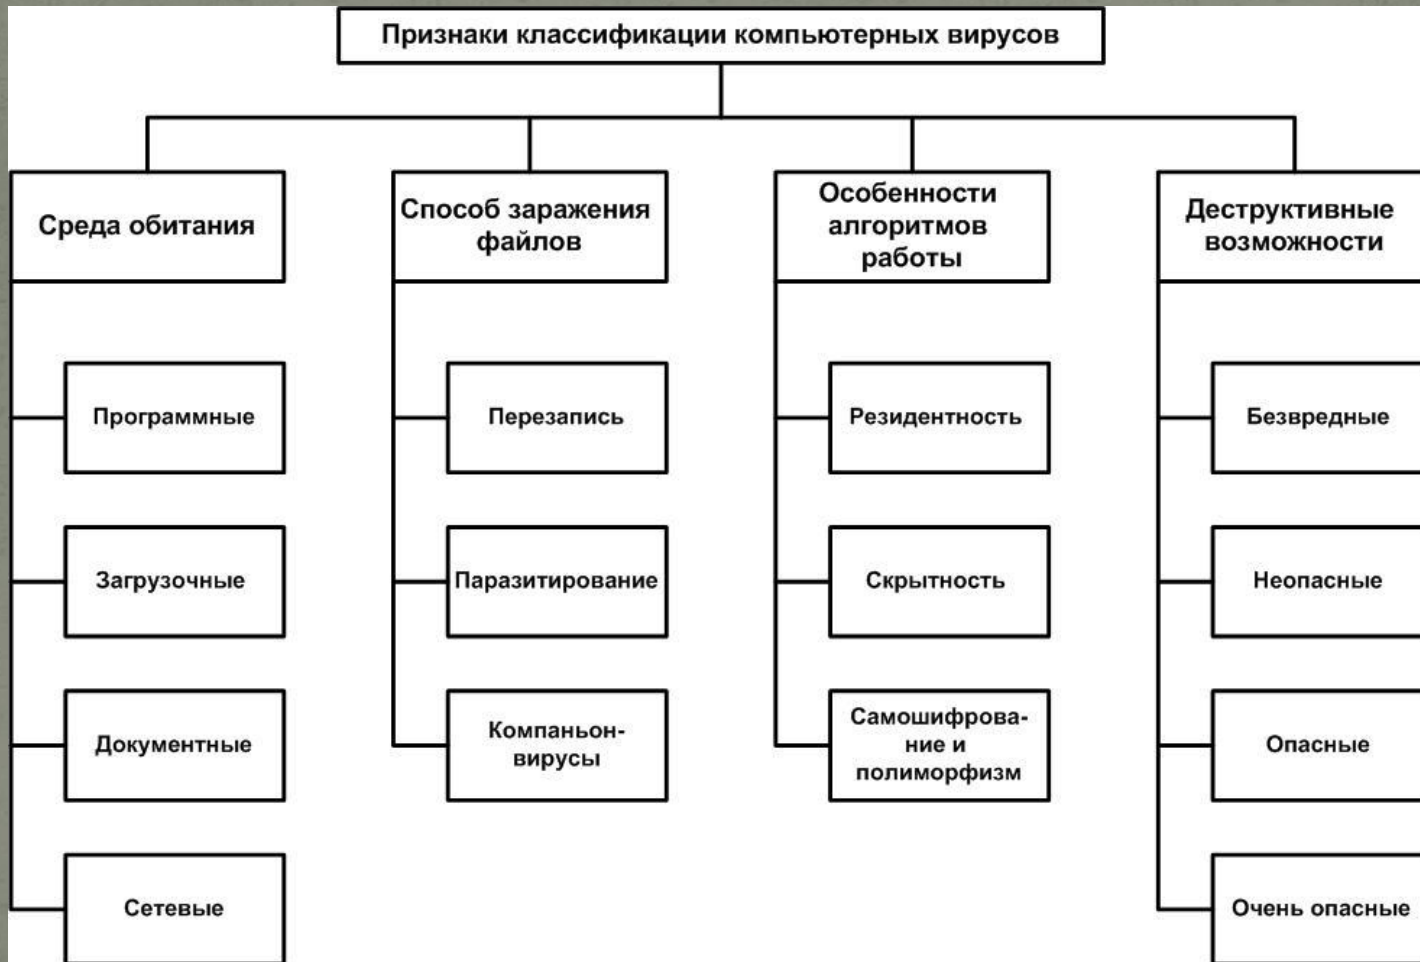 Признаки классификации компьютерных вирусов
Среда обитания
Программные
Загрузочные
Документные
Сетевые
Способ заражения
файлов
Перезапись
Паразитирование
Компаньон-
вирусы
Особенности
алгоритмов
работы
Резидентность
Скрытность
Самошифрова-
ние и
полиморфизм
Деструктивные
возможности
Безвредные
Неопасные
Опасные
Очень опасные